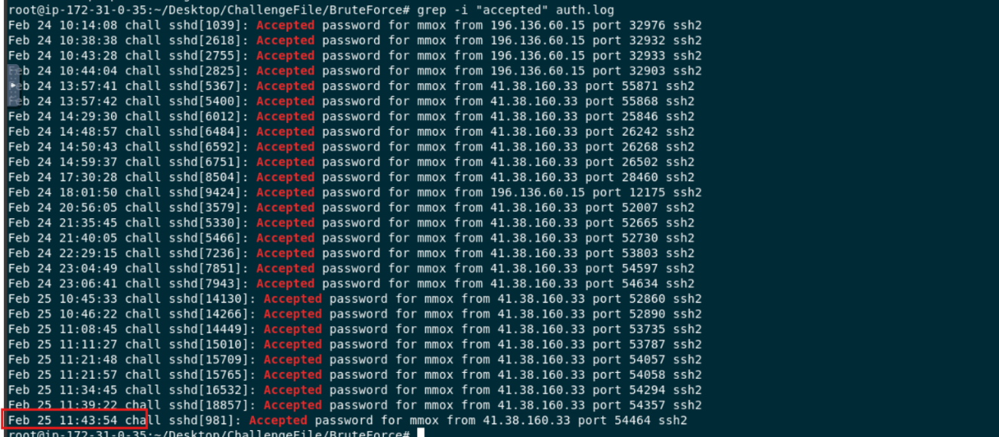 root@ip-172-31-0-35:~/Desktop/ChallengeFile/BruteForce# grep -i "accepted" auth.log
Feb 24 10:14:08 chall sshd[1039]: Accepted password for mmox from 196.136.60.15 port 32976 ssh2
Feb 24 10:38:38 chall sshd[2618]: Accepted password for mmox from 196.136.60.15 port 32932 ssh2
Feb 24 10:43:28 chall sshd[2755]: Accepted password for mmox from 196.136.60.15 port 32933 ssh2
Feb 24 10:44:04 chall sshd[2825]: Accepted password for mmox from 196.136.60.15 port 32903 ssh2
Feb 24 13:57:41 chall sshd[5367]: Accepted password for mmox from 41.38.160.33 port 55871 ssh2
Feb 24 13:57:42 chall sshd[5400]: Accepted password for mmox from 41.38.160.33 port 55868 ssh2
Feb 24 14:29:30 chall sshd[6012]: Accepted password for mmox from 41.38.160.33 port 25846 ssh2
Feb 24 14:48:57 chall sshd[6484]: Accepted password for mmox from 41.38.160.33 port 26242 ssh2
Feb 24 14:50:43 chall sshd[6592]: Accepted password for mmox from 41.38.160.33 port 26268 ssh2
Feb 24 14:59:37 chall sshd[6751]: Accepted password for mmox from 41.38.160.33 port 26502 ssh2
Feb 24 17:30:28 chall sshd[8504]: Accepted password for mmox from 41.38.160.33 port 28460 ssh2
Feb 24 18:01:50 chall sshd[9424]: Accepted password for mmox from 196.136.60.15 port 12175 ssh2
Feb 24 20:56:05 chall sshd[3579]: Accepted password for mmox from 41.38.160.33 port 52007 ssh2
Feb 24 21:35:45 chall sshd[5330]: Accepted password for mmox from 41.38.160.33 port 52665 ssh2
Feb 24 21:40:05 chall sshd[5466]: Accepted password for mmox from 41.38.160.33 port 52730 ssh2
Feb 24 22:29:15 chall sshd[7236]: Accepted password for mmox from 41.38.160.33 port 53803 ssh2
Feb 24 23:04:49 chall sshd[7851]: Accepted password for mmox from 41.38.160.33 port 54597 ssh2
Feb 24 23:06:41 chall sshd[7943]: Accepted password for mmox from 41.38.160.33 port 54634 ssh2
Feb 25 10:45:33 chall sshd[14130]: Accepted password for mmox from 41.38.160.33 port 52860 ssh2
Feb 25 10:46:22 chall sshd[14266]: Accepted password for mmox from 41.38.160.33 port 52890 ssh2
Feb 25 11:08:45 chall sshd[14449]: Accepted password for mmox from 41.38.160.33 port 53735 ssh2
Feb 25 11:11:27 chall sshd[15010]: Accepted password for mmox from 41.38.160.33 port 53787 ssh2
Feb 25 11:21:48 chall sshd[15709]: Accepted password for mmox from 41.38.160.33 port 54057 ssh2
Feb 25 11:21:57 chall sshd[15765]: Accepted password for mmox from 41.38.160.33 port 54058 ssh2
Feb 25 11:34:45 chall sshd[16532]: Accepted password for mmox from 41.38.160.33 port 54294 ssh2
Feb 25 11:39:22 chall sshd[18857]: Accepted password for mmox from 41.38.160.33 port 54357 ssh2
Feb 25 11:43:54 chall sshd[981]: Accepted password for mmox from 41.38.160.33 port 54464 ssh2
root@ip-172-31-0-35:~/Desktop/ChallengeFile/BruteForce#